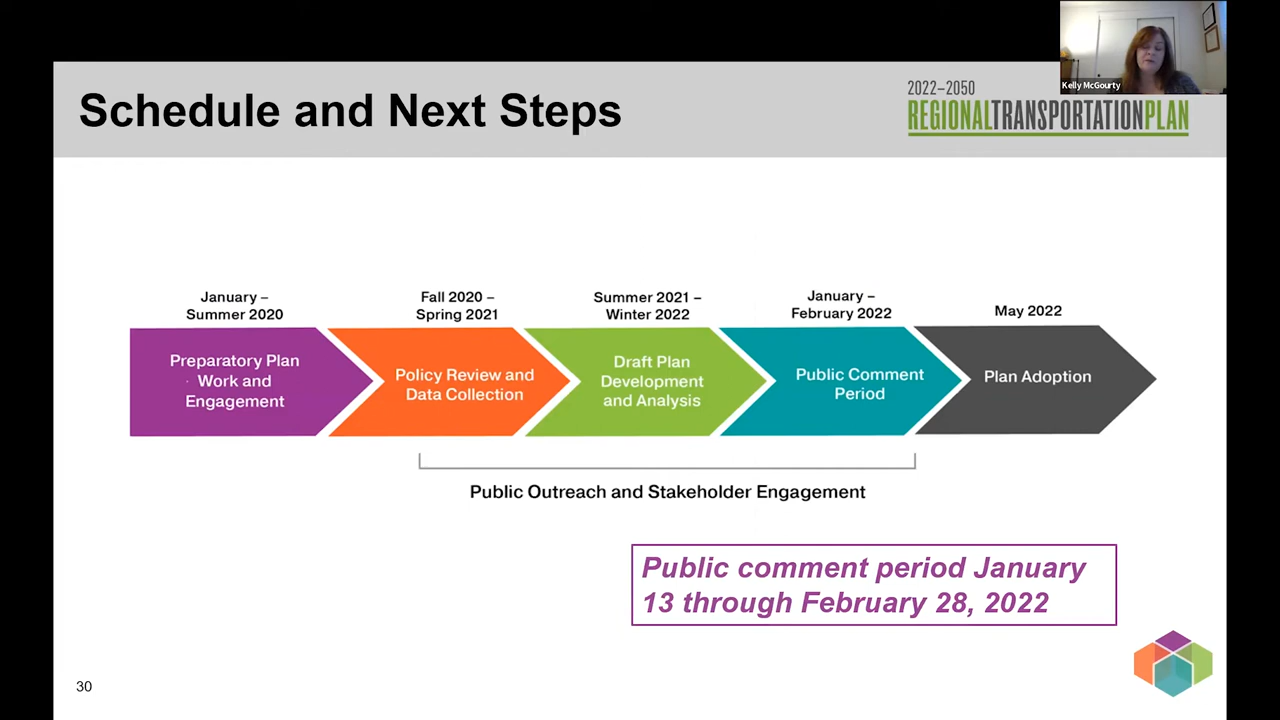 Kelly McGourty
Schedule and Next Steps
2022–2050
REGIONALTRANSPORTATIONPLAN
January –
Summer 2020
Fall 2020 –
Spring 2021
Summer 2021 –
Winter 2022
January –
February 2022
May 2022
Preparatory Plan
Work and
Engagement
Policy Review and
Data Collection
Draft Plan
Development
and Analysis
Public Comment
Period
Plan Adoption
Public Outreach and Stakeholder Engagement
Public comment period January
13 through February 28, 2022
30